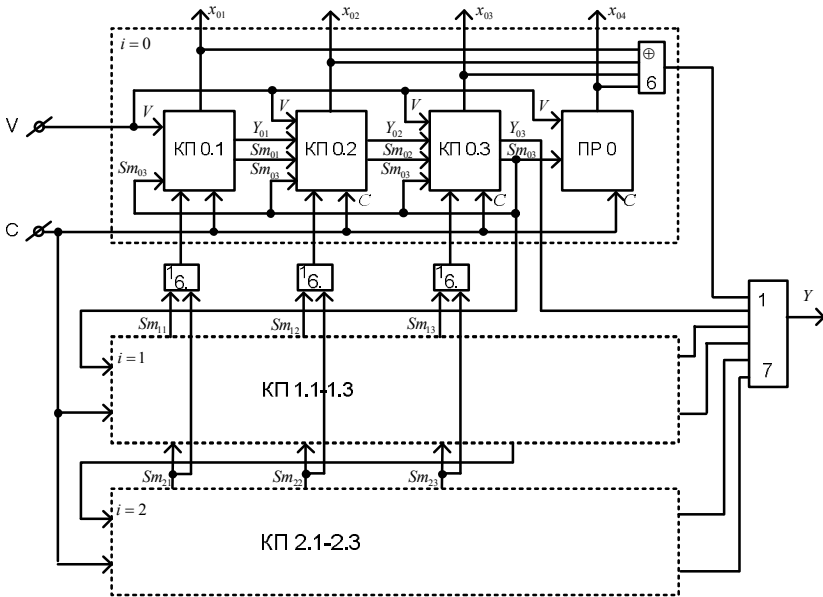 x₀₁ x₀₂ x₀₃ x₀₄
i = 0
⊕
6
V V V V V
Y₀₁ Y₀₂ Y₀₃
КП 0.1 КП 0.2 КП 0.3 ПР 0
Sm₀₁ Sm₀₂ Sm₀₃
Sm₀₃ Sm₀₃ Sm₀₃
C C C
C
1 1 1
6. 6. 6.
1 Y
Sm₁₁ Sm₁₂ Sm₁₃
i = 1
7
КП 1.1-1.3
Sm₂₁ Sm₂₂ Sm₂₃
i = 2
КП 2.1-2.3